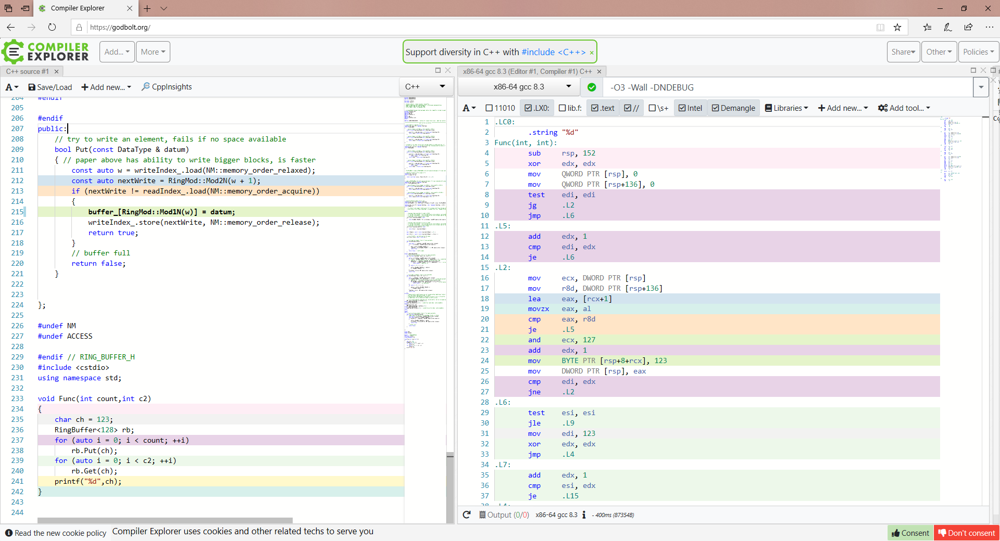 Compiler Explorer
https://godbolt.org/
COMPILER
EXPLORER
Add...
More
Support diversity in C++ with #include <C++> ×
Share
Other
Policies
C++ source #1 ×
A
Save/Load
+ Add new...
CppInsights
C++
204 #endif
205
206 #endif
207 public:
208 // try to write an element, fails if no space available
209 bool Put(const DataType & datum)
210 { // paper above has ability to write bigger blocks, is faster
211 const auto w = writeIndex_.load(NM::memory_order_relaxed);
212 const auto nextWrite = RingMod::Mod2N(w + 1);
213 if (nextWrite != readIndex_.load(NM::memory_order_acquire))
214 {
215 buffer_[RingMod::Mod1N(w)] = datum;
216 writeIndex_.store(nextWrite, NM::memory_order_release);
217 return true;
218 }
219 // buffer full
220 return false;
221 }
222
223
224 };
225
226 #undef NM
227 #undef ACCESS
228
229 #endif // RING_BUFFER_H
230 #include <cstdio>
231 using namespace std;
232
233 void Func(int count,int c2)
234 {
235 char ch = 123;
236 RingBuffer<128> rb;
237 for (auto i = 0; i < count; ++i)
238 rb.Put(ch);
239 for (auto i = 0; i < c2; ++i)
240 rb.Get(ch);
241 printf("%d",ch);
242 }
243
244
x86-64 gcc 8.3 (Editor #1, Compiler #1) C++ ×
x86-64 gcc 8.3
-O3 -Wall -DNDEBUG
A
11010
.LX0:
lib.f:
.text
//
\s+
Intel
Demangle
Libraries
+ Add new...
Add tool...
1 .LC0:
2 .string "%d"
3 Func(int, int):
4 sub rsp, 152
5 xor edx, edx
6 mov QWORD PTR [rsp], 0
7 mov QWORD PTR [rsp+136], 0
8 test edi, edi
9 jg .L2
10 jmp .L6
11 .L5:
12 add edx, 1
13 cmp edi, edx
14 je .L6
15 .L2:
16 mov ecx, DWORD PTR [rsp]
17 mov r8d, DWORD PTR [rsp+136]
18 lea eax, [rcx+1]
19 movzx eax, al
20 cmp eax, r8d
21 je .L5
22 and ecx, 127
23 add edx, 1
24 mov BYTE PTR [rsp+8+rcx], 123
25 mov DWORD PTR [rsp], eax
26 cmp edi, edx
27 jne .L2
28 .L6:
29 test esi, esi
30 jle .L9
31 mov edi, 123
32 xor edx, edx
33 jmp .L4
34 .L7:
35 add edx, 1
36 cmp esi, edx
37 je .L15
38 .L4:
Output (0/0) x86-64 gcc 8.3 i - 400ms (87354B)
Read the new cookie policy
Compiler Explorer uses cookies and other related techs to serve you
Consent
Don't consent